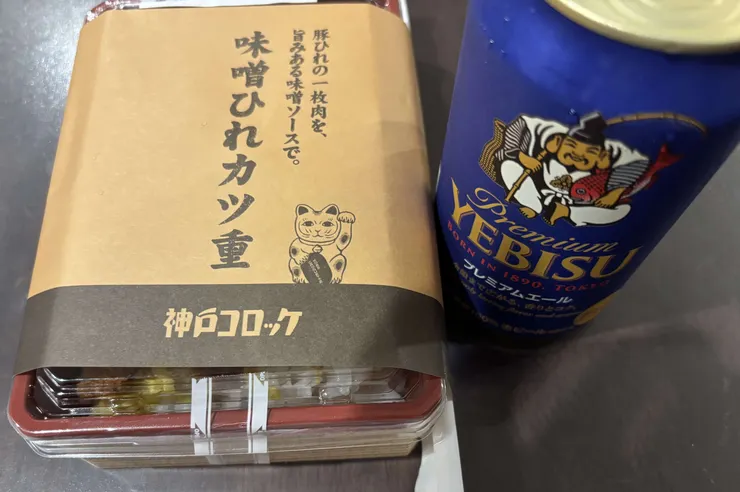 豚ひれの一枚肉を、
旨みある味噌ソースで。
味噌ひれカツ重
神戸コロッケ
Premium
YEBISU
BORN IN 1890, TOKYO
プレミアムエール